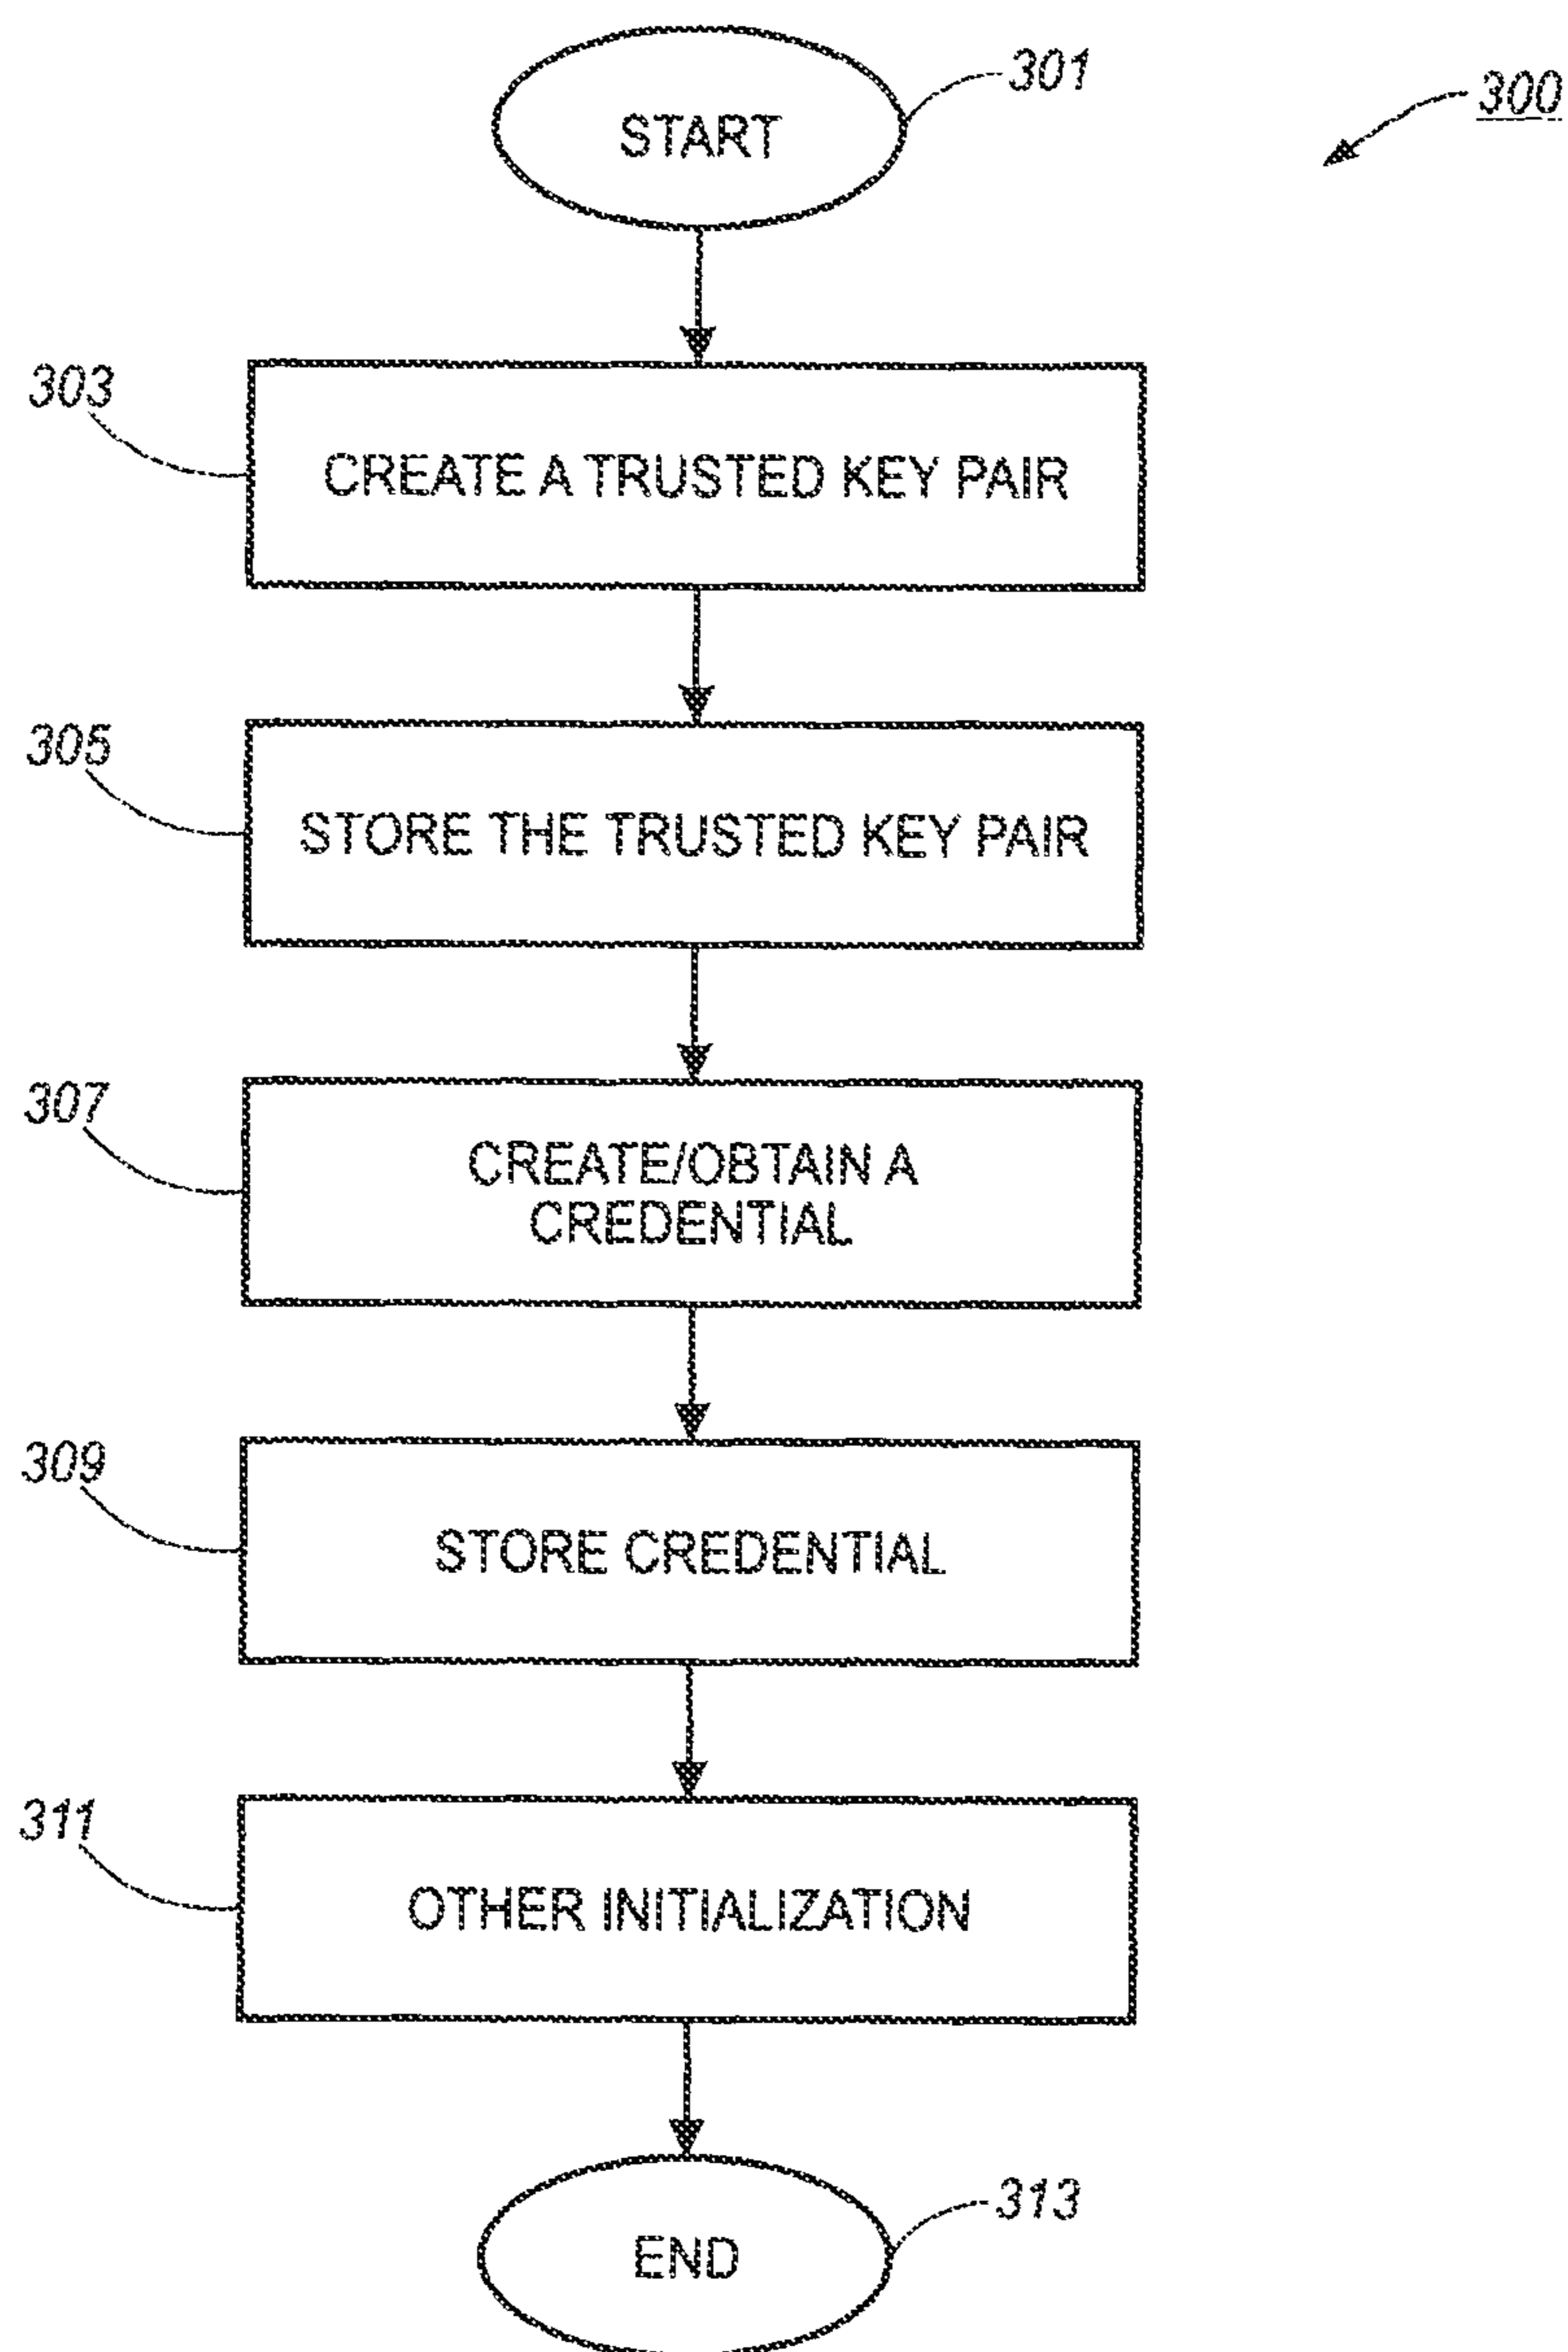 301
300
START
303
CREATE A TRUSTED KEY PAIR
305
STORE THE TRUSTED KEY PAIR
307
CREATE/OBTAIN A
CREDENTIAL
309
STORE CREDENTIAL
311
OTHER INITIALIZATION
313
END